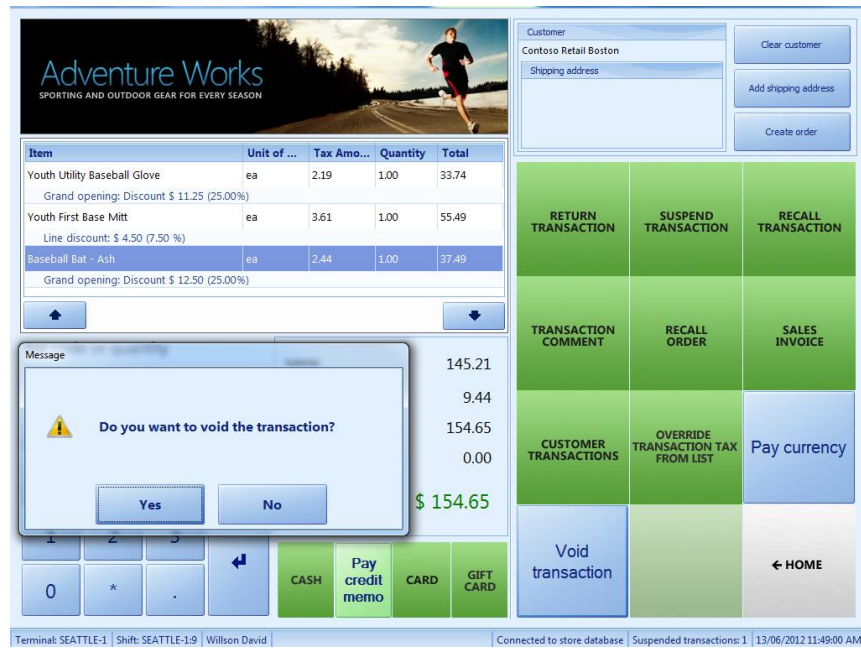 Adventure Works
SPORTING AND OUTDOOR GEAR FOR EVERY SEASON
Customer
Contoso Retail Boston
Shipping address
Clear customer
Add shipping address
Create order
Item Unit of ... Tax Amo... Quantity Total
Youth Utility Baseball Glove ea 2.19 1.00 33.74
Grand opening: Discount $ 11.25 (25.00%)
Youth First Base Mitt ea 3.61 1.00 55.49
Line discount: $ 4.50 (7.50 %)
Baseball Bat - Ash ea 2.44 1.00 37.49
Grand opening: Discount $ 12.50 (25.00%)
Message
Do you want to void the transaction?
Yes No
145.21
9.44
154.65
0.00
$ 154.65
1 2 3
0 * .
CASH
Pay
credit
memo
CARD
GIFT
CARD
RETURN
TRANSACTION
SUSPEND
TRANSACTION
RECALL
TRANSACTION
TRANSACTION
COMMENT
RECALL
ORDER
SALES
INVOICE
CUSTOMER
TRANSACTIONS
OVERRIDE
TRANSACTION TAX
FROM LIST
Pay currency
Void
transaction
← HOME
Terminal: SEATTLE-1 Shift: SEATTLE-1:9 Willson David Connected to store database Suspended transactions: 1 13/06/2012 11:49:00 AM